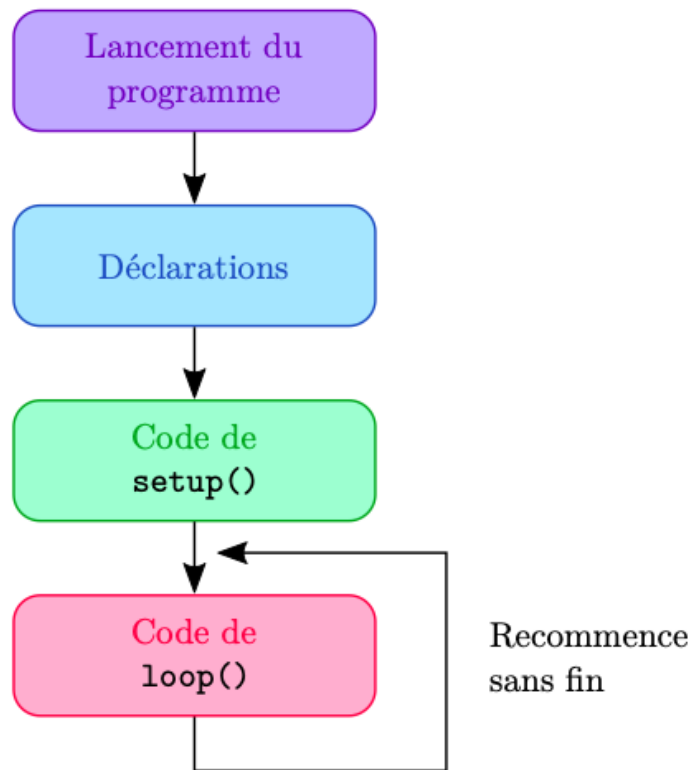 Lancement du
programme
Déclarations
Code de
setup()
Code de
loop()
Recommence
sans fin